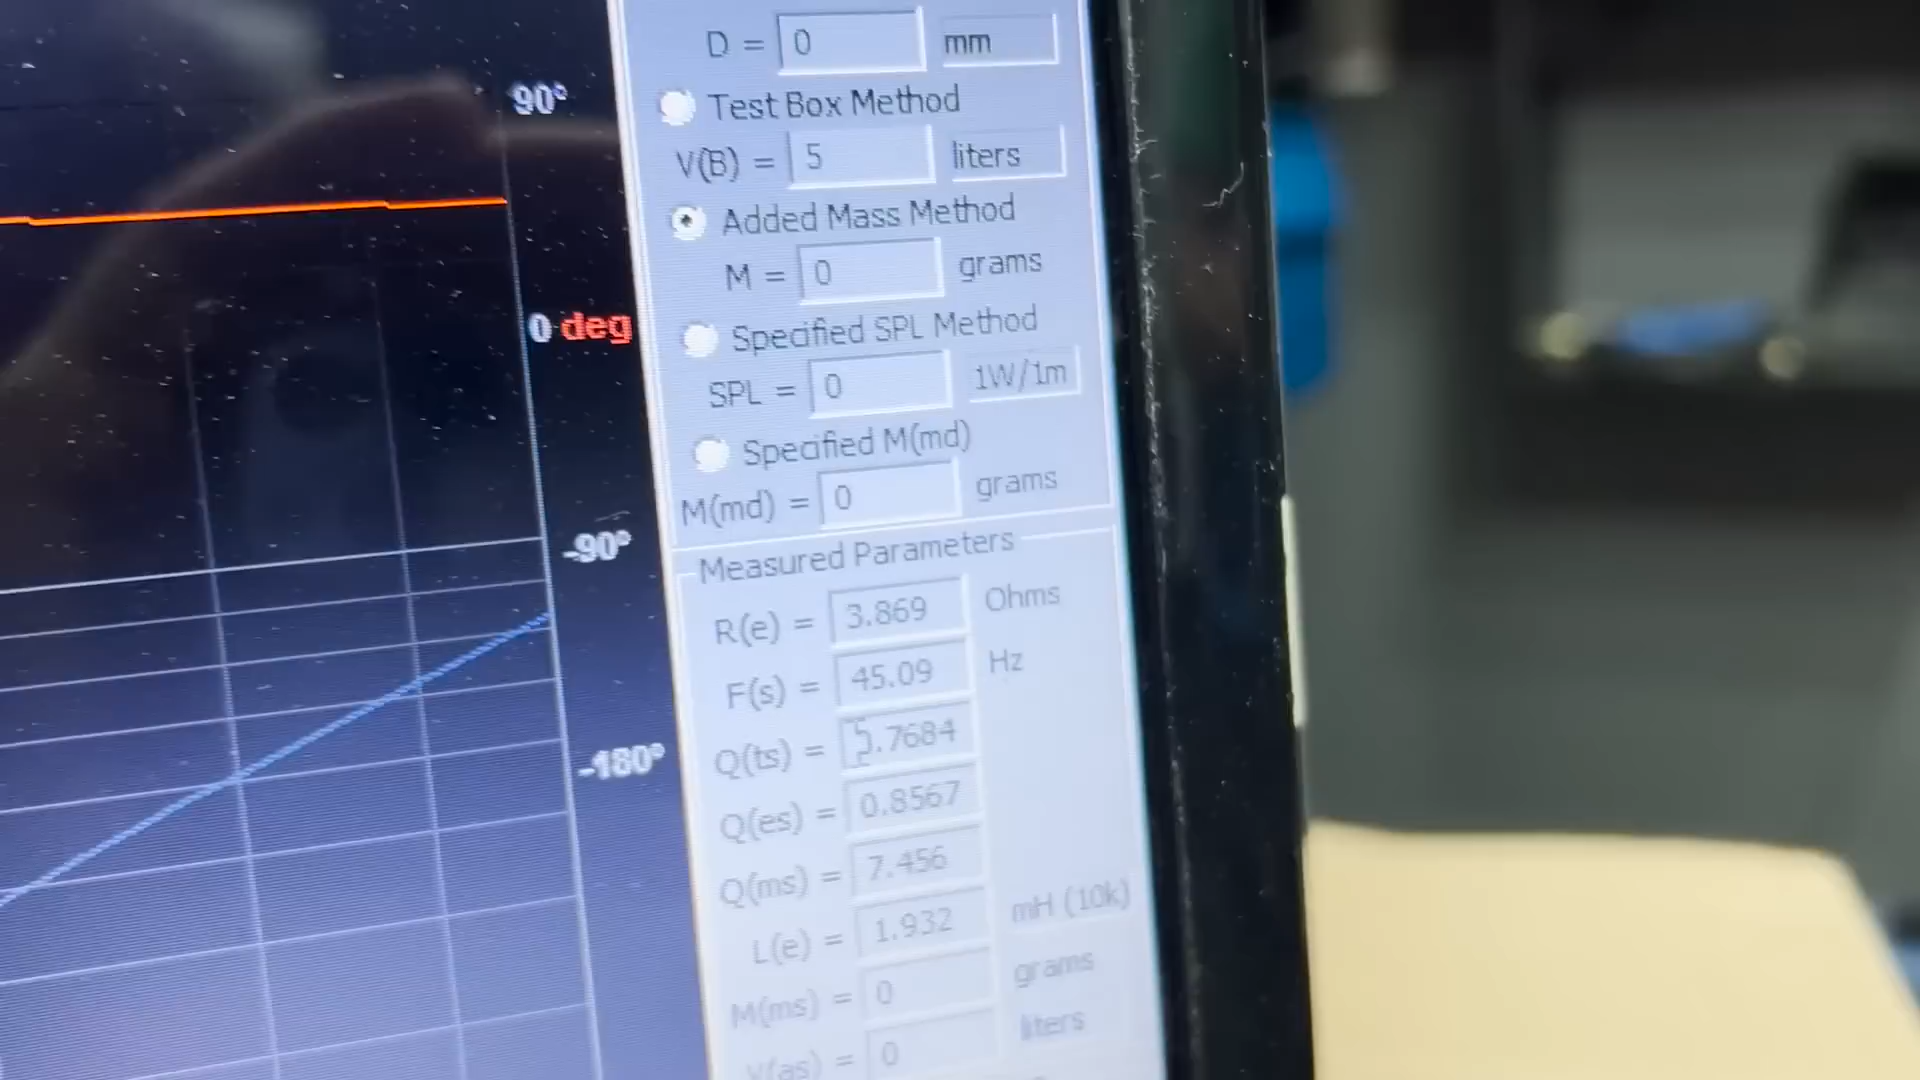 90°
0 deg
-90°
-180°
D = 0 mm
Test Box Method
V(B) = 5 liters
Added Mass Method
M = 0 grams
Specified SPL Method
SPL = 0 1W/1m
Specified M(md)
M(md) = 0 grams
Measured Parameters
R(e) = 3.869 Ohms
F(s) = 45.09 Hz
Q(ts) = .7684
Q(es) = 0.8567
Q(ms) = 7.456
L(e) = 1.932 mH (10k)
M(ms) = 0 grams
V(as) = 0 liters